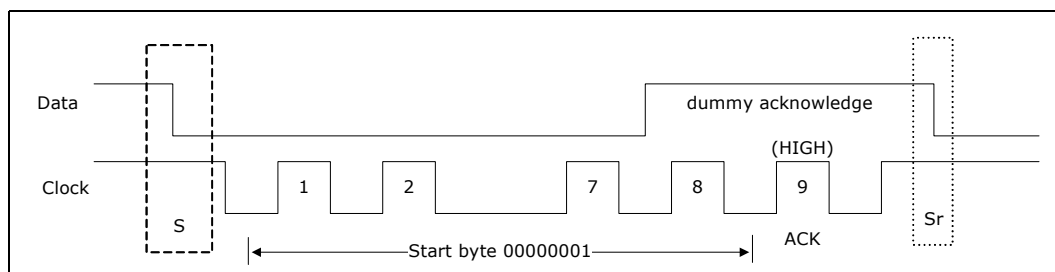 Data
dummy acknowledge
(HIGH)
Clock
1
2
7
8
9
S
ACK
Sr
Start byte 00000001